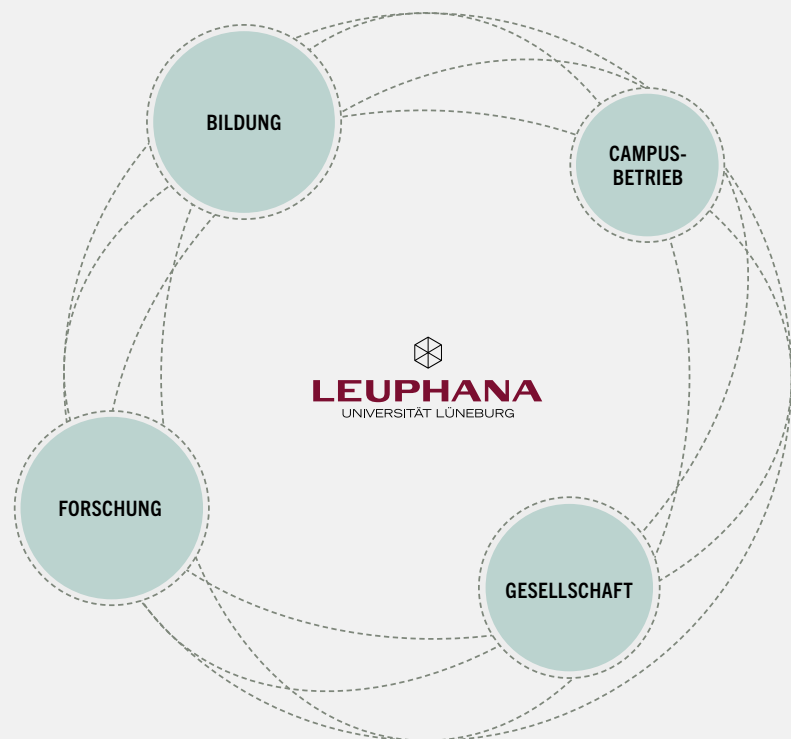 BILDUNG
CAMPUS-
BETRIEB
LEUPHANA
UNIVERSITÄT LÜNEBURG
FORSCHUNG
GESELLSCHAFT